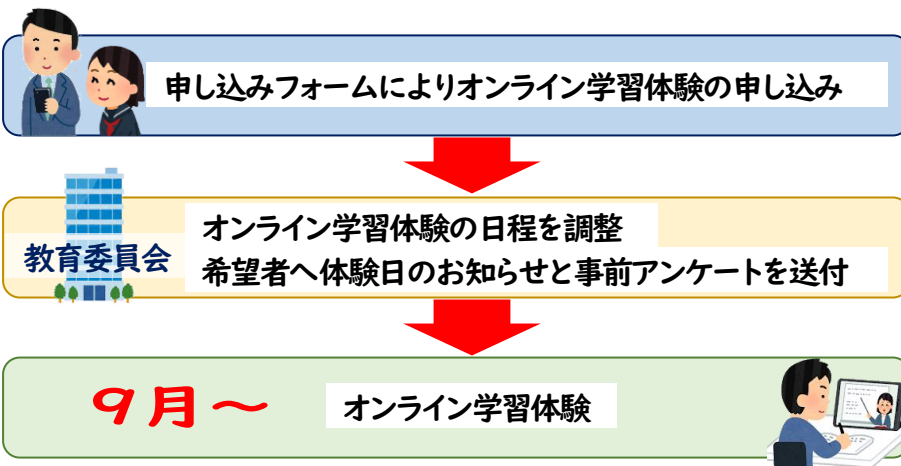 申し込みフォームによりオンライン学習体験の申し込み
教育委員会
オンライン学習体験の日程を調整
希望者へ体験日のお知らせと事前アンケートを送付
9月～
オンライン学習体験